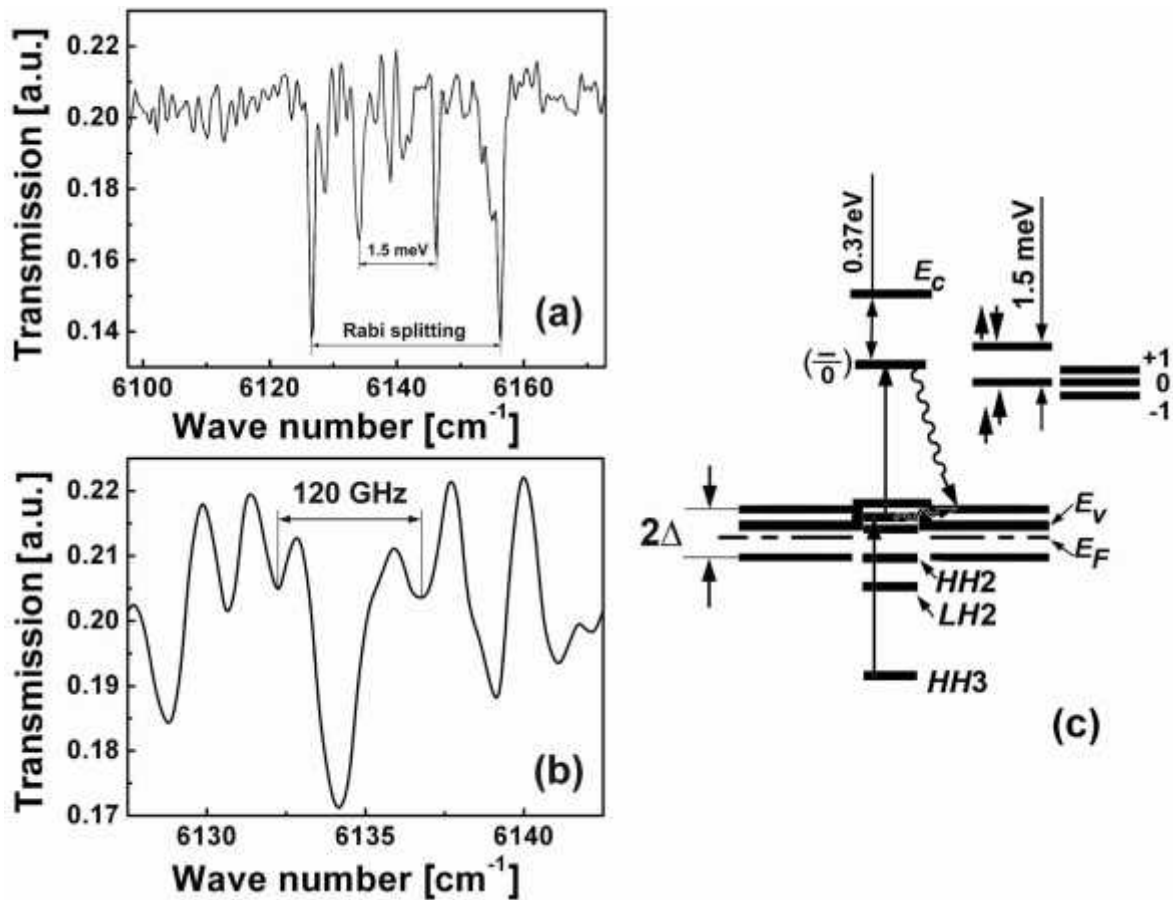 Transmission [a.u.]
0.22
0.20
0.18
0.16
0.14
1.5 meV
Rabi splitting
(a)
6100
6120
6140
6160
Wave number [cm⁻¹]
Transmission [a.u.]
0.22
0.21
0.20
0.19
0.18
0.17
120 GHz
(b)
6130
6135
6140
Wave number [cm⁻¹]
0.37eV
E_C
(−/0)
1.5 meV
+1
0
-1
2Δ
E_V
E_F
HH2
LH2
HH3
(c)